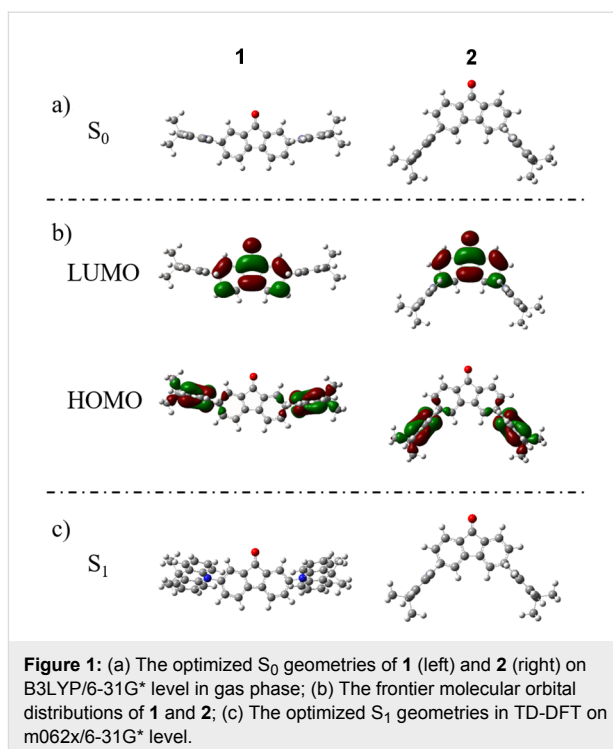 1 2
a)
S₀
b)
LUMO
HOMO
c)
S₁
Figure 1: (a) The optimized S₀ geometries of 1 (left) and 2 (right) on
B3LYP/6-31G* level in gas phase; (b) The frontier molecular orbital
distributions of 1 and 2; (c) The optimized S₁ geometries in TD-DFT on
m062x/6-31G* level.